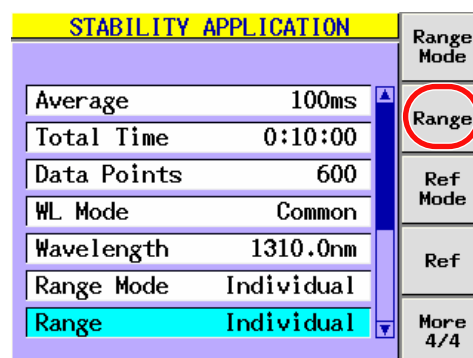 STABILITY APPLICATION
Average 100ms
Total Time 0:10:00
Data Points 600
WL Mode Common
Wavelength 1310.0nm
Range Mode Individual
Range Individual
Range
Mode
Range
Ref
Mode
Ref
More
4/4